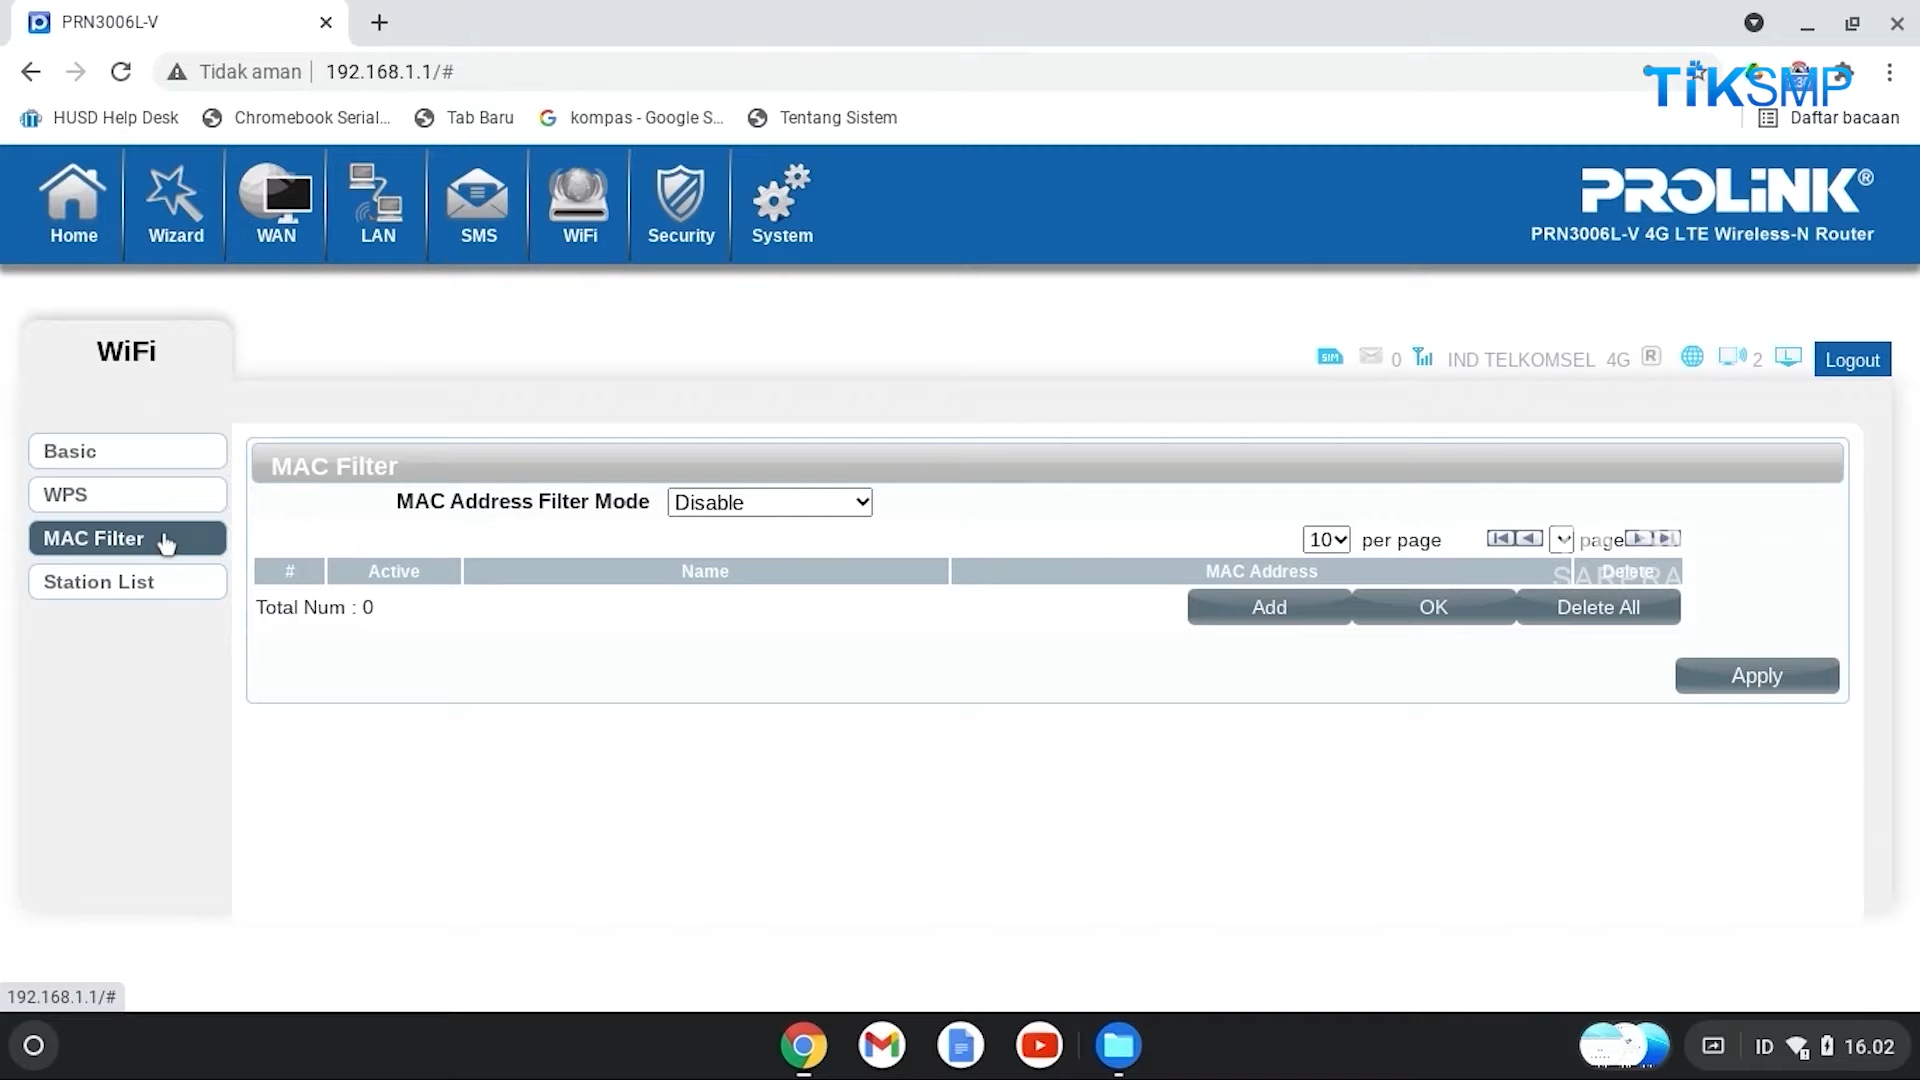 PRN3006L-V
Tidak aman 192.168.1.1/#
TiKSMP
HUSD Help Desk Chromebook Serial... Tab Baru kompas - Google S... Tentang Sistem Daftar bacaan
Home Wizard WAN LAN SMS WiFi Security System
PROLiNK®
PRN3006L-V 4G LTE Wireless-N Router
WiFi
SIM 0 IND TELKOMSEL 4G R 2 Logout
Basic
WPS
MAC Filter
Station List
MAC Filter
MAC Address Filter Mode Disable
10 per page page
# Active Name MAC Address Delete
Total Num : 0 Add OK Delete All
Apply
192.168.1.1/#
ID 16.02